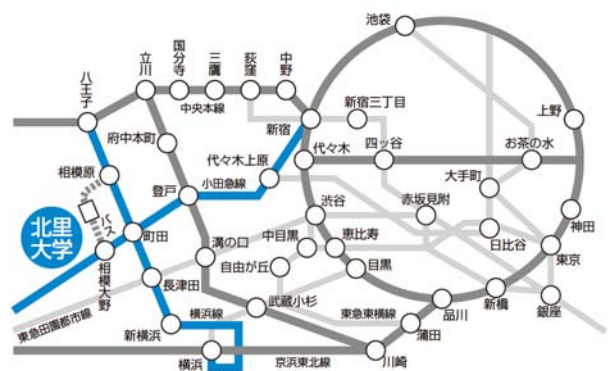 池袋
中野
荻窪
三鷹
国分寺
立川
八王子
中央本線
新宿
新宿三丁目
上野
府中本町
代々木上原
代々木
四ッ谷
お茶の水
相模原
登戸
小田急線
大手町
赤坂見附
渋谷
神田
北里
大学
バス
町田
相模大野
溝の口
中目黒
恵比寿
日比谷
東京
自由が丘
目黒
長津田
新橋
銀座
品川
武蔵小杉
東急東横線
蒲田
東急田園都市線
新横浜
横浜線
横浜
京浜東北線
川崎